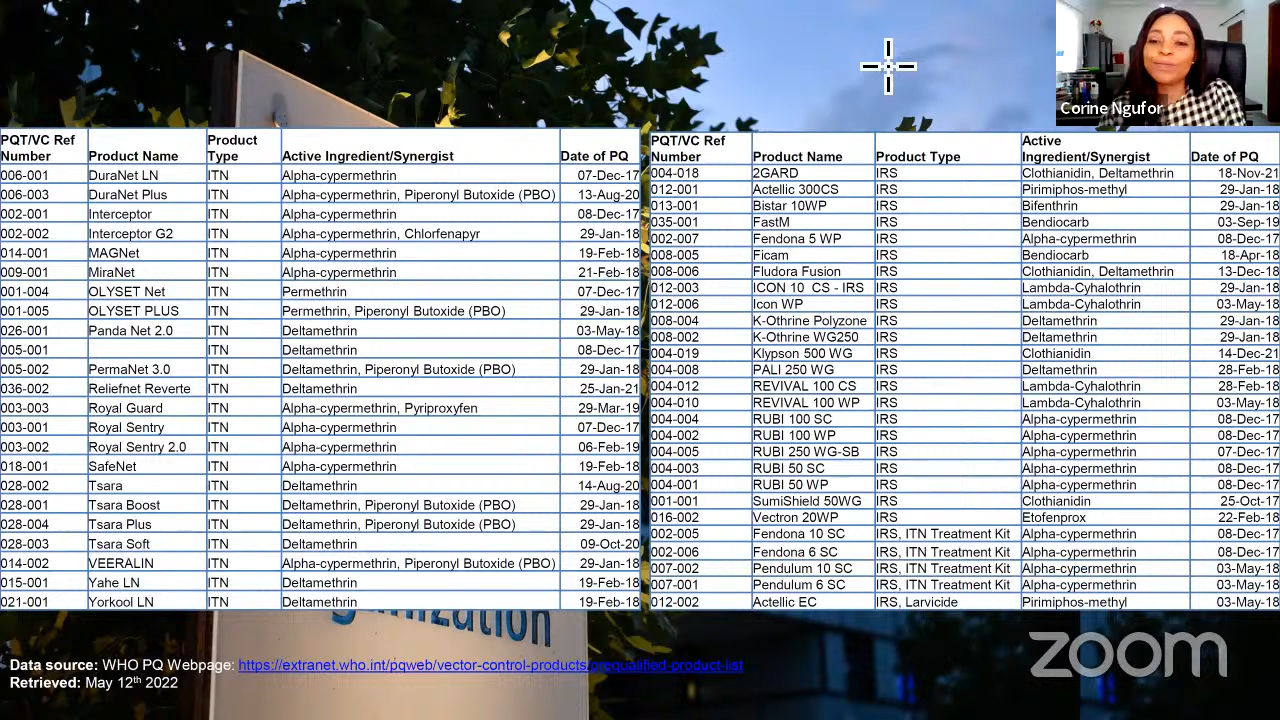 Corine Ngufor
PQT/VC Ref Number Product Name Product Type Active Ingredient/Synergist Date of PQ
006-001 DuraNet LN ITN Alpha-cypermethrin 07-Dec-17
006-003 DuraNet Plus ITN Alpha-cypermethrin, Piperonyl Butoxide (PBO) 13-Aug-20
002-001 Interceptor ITN Alpha-cypermethrin 08-Dec-17
002-002 Interceptor G2 ITN Alpha-cypermethrin, Chlorfenapyr 29-Jan-18
014-001 MAGNet ITN Alpha-cypermethrin 19-Feb-18
009-001 MiraNet ITN Alpha-cypermethrin 21-Feb-18
001-004 OLYSET Net ITN Permethrin 07-Dec-17
001-005 OLYSET PLUS ITN Permethrin, Piperonyl Butoxide (PBO) 29-Jan-18
026-001 Panda Net 2.0 ITN Deltamethrin 03-May-18
005-001 ITN Deltamethrin 08-Dec-17
005-002 PermaNet 3.0 ITN Deltamethrin, Piperonyl Butoxide (PBO) 29-Jan-18
036-002 Reliefnet Reverte ITN Deltamethrin 25-Jan-21
003-003 Royal Guard ITN Alpha-cypermethrin, Pyriproxyfen 29-Mar-19
003-001 Royal Sentry ITN Alpha-cypermethrin 07-Dec-17
003-002 Royal Sentry 2.0 ITN Alpha-cypermethrin 06-Feb-19
018-001 SafeNet ITN Alpha-cypermethrin 19-Feb-18
028-002 Tsara ITN Deltamethrin 14-Aug-20
028-001 Tsara Boost ITN Deltamethrin, Piperonyl Butoxide (PBO) 29-Jan-18
028-004 Tsara Plus ITN Deltamethrin, Piperonyl Butoxide (PBO) 29-Jan-18
028-003 Tsara Soft ITN Deltamethrin 09-Oct-20
014-002 VEERALIN ITN Alpha-cypermethrin, Piperonyl Butoxide (PBO) 29-Jan-18
015-001 Yahe LN ITN Deltamethrin 19-Feb-18
021-001 Yorkool LN ITN Deltamethrin 19-Feb-18
PQT/VC Ref Number Product Name Product Type Active Ingredient/Synergist Date of PQ
004-018 2GARD IRS Clothianidin, Deltamethrin 18-Nov-21
012-001 Actellic 300CS IRS Pirimiphos-methyl 29-Jan-18
013-001 Bistar 10WP IRS Bifenthrin 29-Jan-18
035-001 FastM IRS Bendiocarb 03-Sep-19
002-007 Fendona 5 WP IRS Alpha-cypermethrin 08-Dec-17
008-005 Ficam IRS Bendiocarb 18-Apr-18
008-006 Fludora Fusion IRS Clothianidin, Deltamethrin 13-Dec-18
012-003 ICON 10 CS - IRS IRS Lambda-Cyhalothrin 29-Jan-18
012-006 Icon WP IRS Lambda-Cyhalothrin 03-May-18
008-004 K-Othrine Polyzone IRS Deltamethrin 29-Jan-18
008-002 K-Othrine WG250 IRS Deltamethrin 29-Jan-18
004-019 Klypson 500 WG IRS Clothianidin 14-Dec-21
004-008 PALI 250 WG IRS Deltamethrin 28-Feb-18
004-012 REVIVAL 100 CS IRS Lambda-Cyhalothrin 28-Feb-18
004-010 REVIVAL 100 WP IRS Lambda-Cyhalothrin 03-May-18
004-004 RUBI 100 SC IRS Alpha-cypermethrin 08-Dec-17
004-002 RUBI 100 WP IRS Alpha-cypermethrin 08-Dec-17
004-005 RUBI 250 WG-SB IRS Alpha-cypermethrin 07-Dec-17
004-003 RUBI 50 SC IRS Alpha-cypermethrin 08-Dec-17
004-001 RUBI 50 WP IRS Alpha-cypermethrin 08-Dec-17
001-001 SumiShield 50WG IRS Clothianidin 25-Oct-17
016-002 Vectron 20WP IRS Etofenprox 22-Feb-18
002-005 Fendona 10 SC IRS, ITN Treatment Kit Alpha-cypermethrin 08-Dec-17
002-006 Fendona 6 SC IRS, ITN Treatment Kit Alpha-cypermethrin 08-Dec-17
007-002 Pendulum 10 SC IRS, ITN Treatment Kit Alpha-cypermethrin 03-May-18
007-001 Pendulum 6 SC IRS, ITN Treatment Kit Alpha-cypermethrin 03-May-18
012-002 Actellic EC IRS, Larvicide Pirimiphos-methyl 03-May-18
Data source: WHO PQ Webpage: https://extranet.who.int/pqweb/vector-control-products/prequalified-product-list
Retrieved: May 12th 2022
zoom